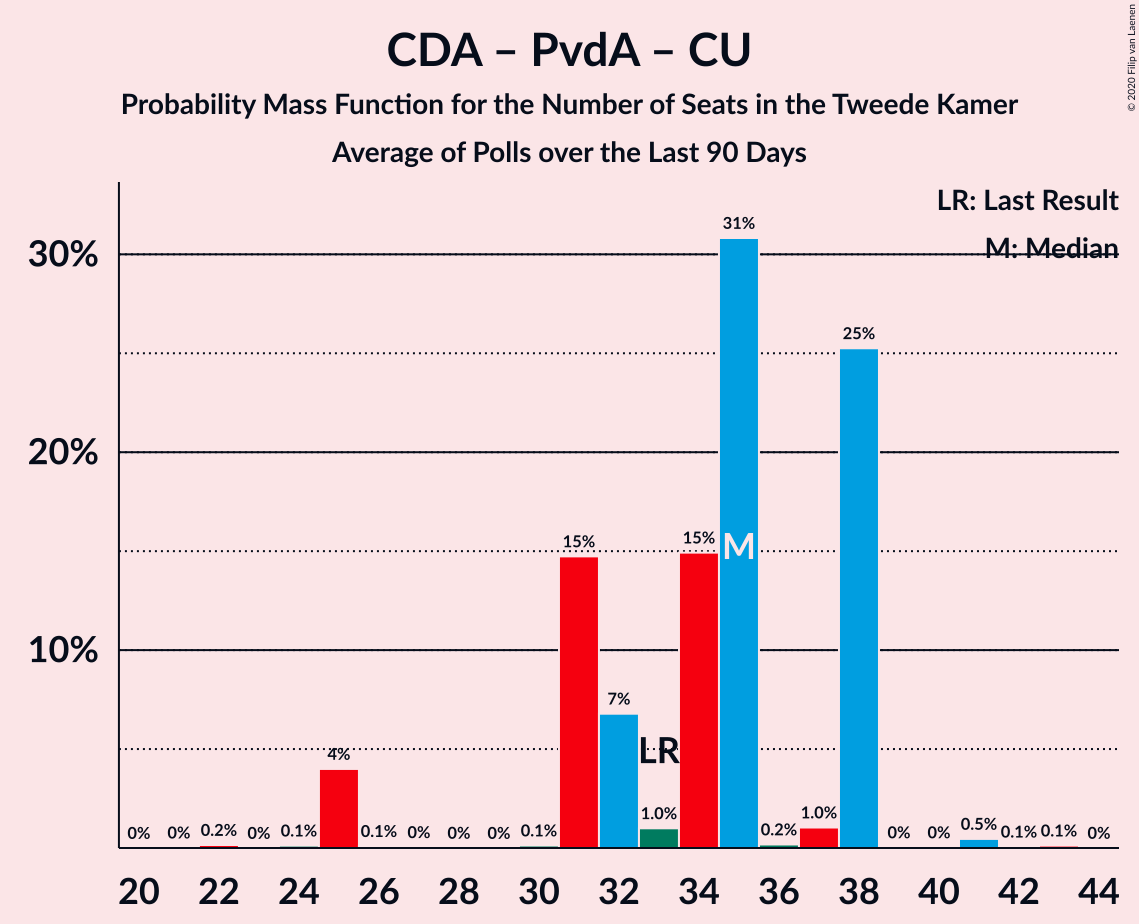 CDA – PvdA – CU
Probability Mass Function for the Number of Seats in the Tweede Kamer
Average of Polls over the Last 90 Days
© 2020 Filip van Laenen
LR: Last Result
M: Median
30%
20%
10%
0% 0% 0.2% 0% 0.1% 4% 0.1% 0% 0% 0% 0.1% 15% 7% 1.0% 15% 31% 0.2% 1.0% 25% 0% 0% 0.5% 0.1% 0.1% 0%
M
LR
20 22 24 26 28 30 32 34 36 38 40 42 44